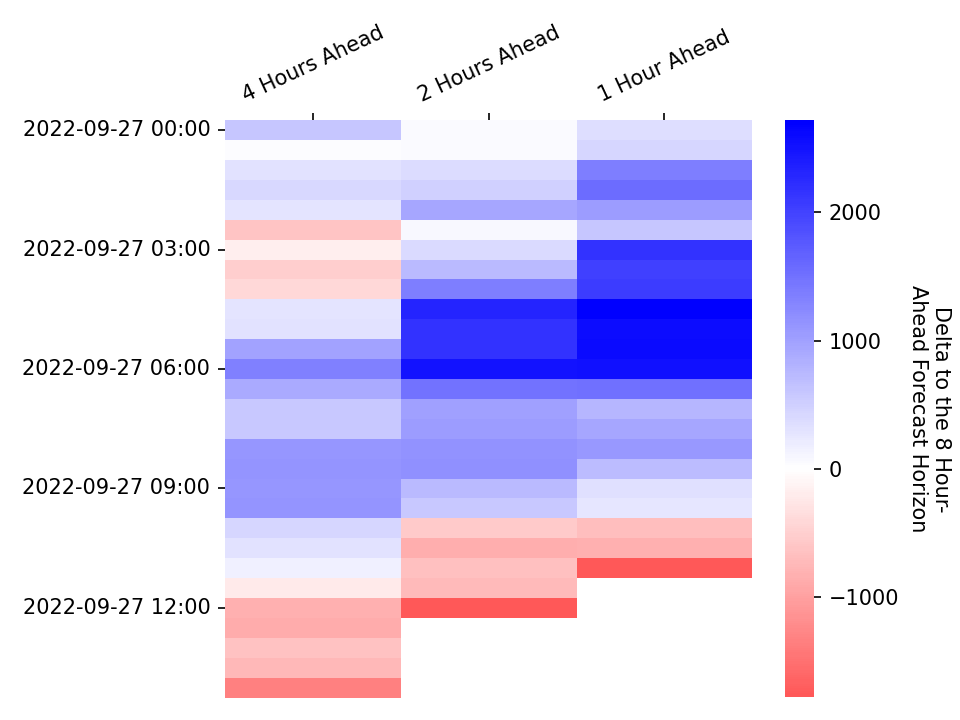 4 Hours Ahead
2 Hours Ahead
1 Hour Ahead
2022-09-27 00:00
2022-09-27 03:00
2022-09-27 06:00
2022-09-27 09:00
2022-09-27 12:00
2000
1000
0
−1000
Delta to the 8 Hour-
Ahead Forecast Horizon